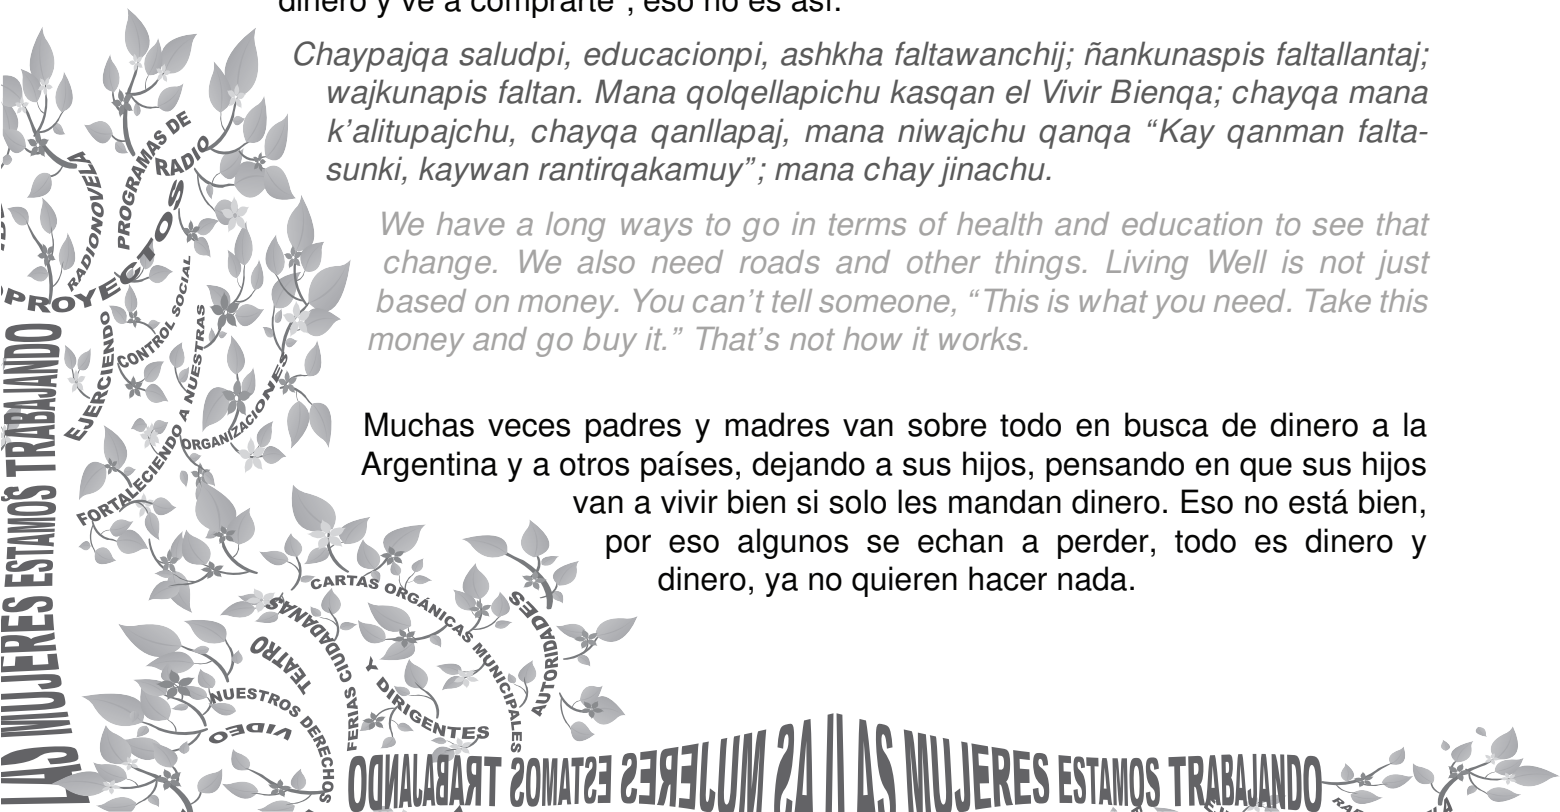 dinero y ve a comprarte”, eso no es así.
Chaypajqa saludpi, educacionpi, ashkha faltawanchij; ñankunaspis faltallantaj;
wajkunapis faltan. Mana qolqellapichu kasqan el Vivir Bienqa; chayqa mana
k’alitupajchu, chayqa qanllapaj, mana niwajchu qanqa “Kay qanman falta-
sunki, kaywan rantirqakamuy”; mana chay jinachu.
We have a long ways to go in terms of health and education to see that
change. We also need roads and other things. Living Well is not just
based on money. You can’t tell someone, “This is what you need. Take this
money and go buy it.” That’s not how it works.
Muchas veces padres y madres van sobre todo en busca de dinero a la
Argentina y a otros países, dejando a sus hijos, pensando en que sus hijos
van a vivir bien si solo les mandan dinero. Eso no está bien,
por eso algunos se echan a perder, todo es dinero y
dinero, ya no quieren hacer nada.
PROGRAMAS DE
RADIO
RADIONOVELA
PROYECTOS
EJERCIENDO
CONTROL SOCIAL
FORTALECIENDO A NUESTRAS
ORGANIZACIONES
LAS MUJERES ESTAMOS TRABAJANDO
CARTAS ORGÁNICAS MUNICIPALES
AUTORIDADES
Y DIRIGENTES
FERIAS CIUDADANAS
TEATRO
NUESTROS DERECHOS
VIDEO
LAS MUJERES ESTAMOS TRABAJANDO
LAS MUJERES ESTAMOS TRABAJANDO